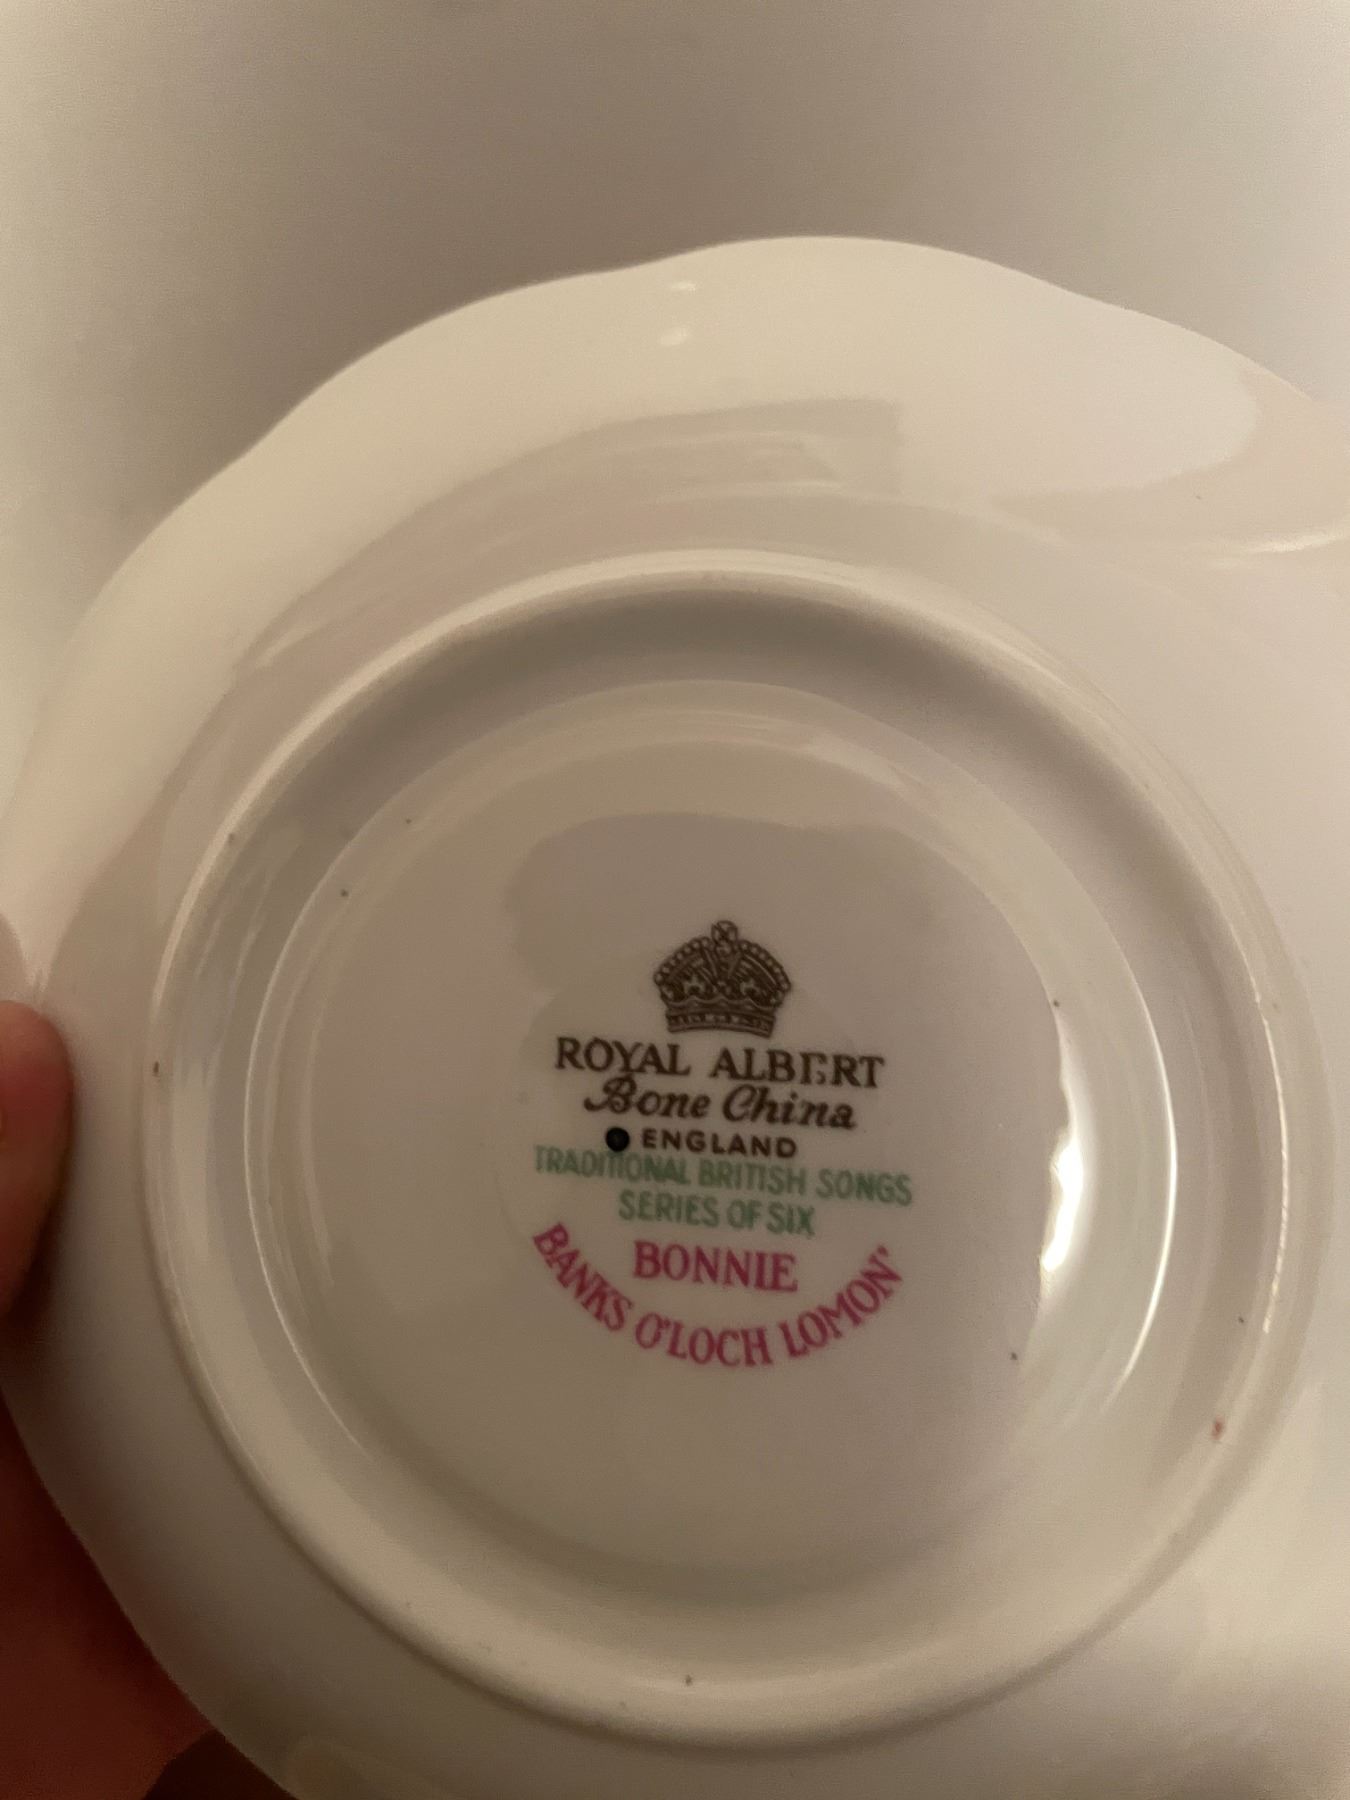 ROYAL ALBERT
Bone China
ENGLAND
TRADITIONAL BRITISH SONGS
SERIES OF SIX
BONNIE
BANKS O'LOCH LOMON'